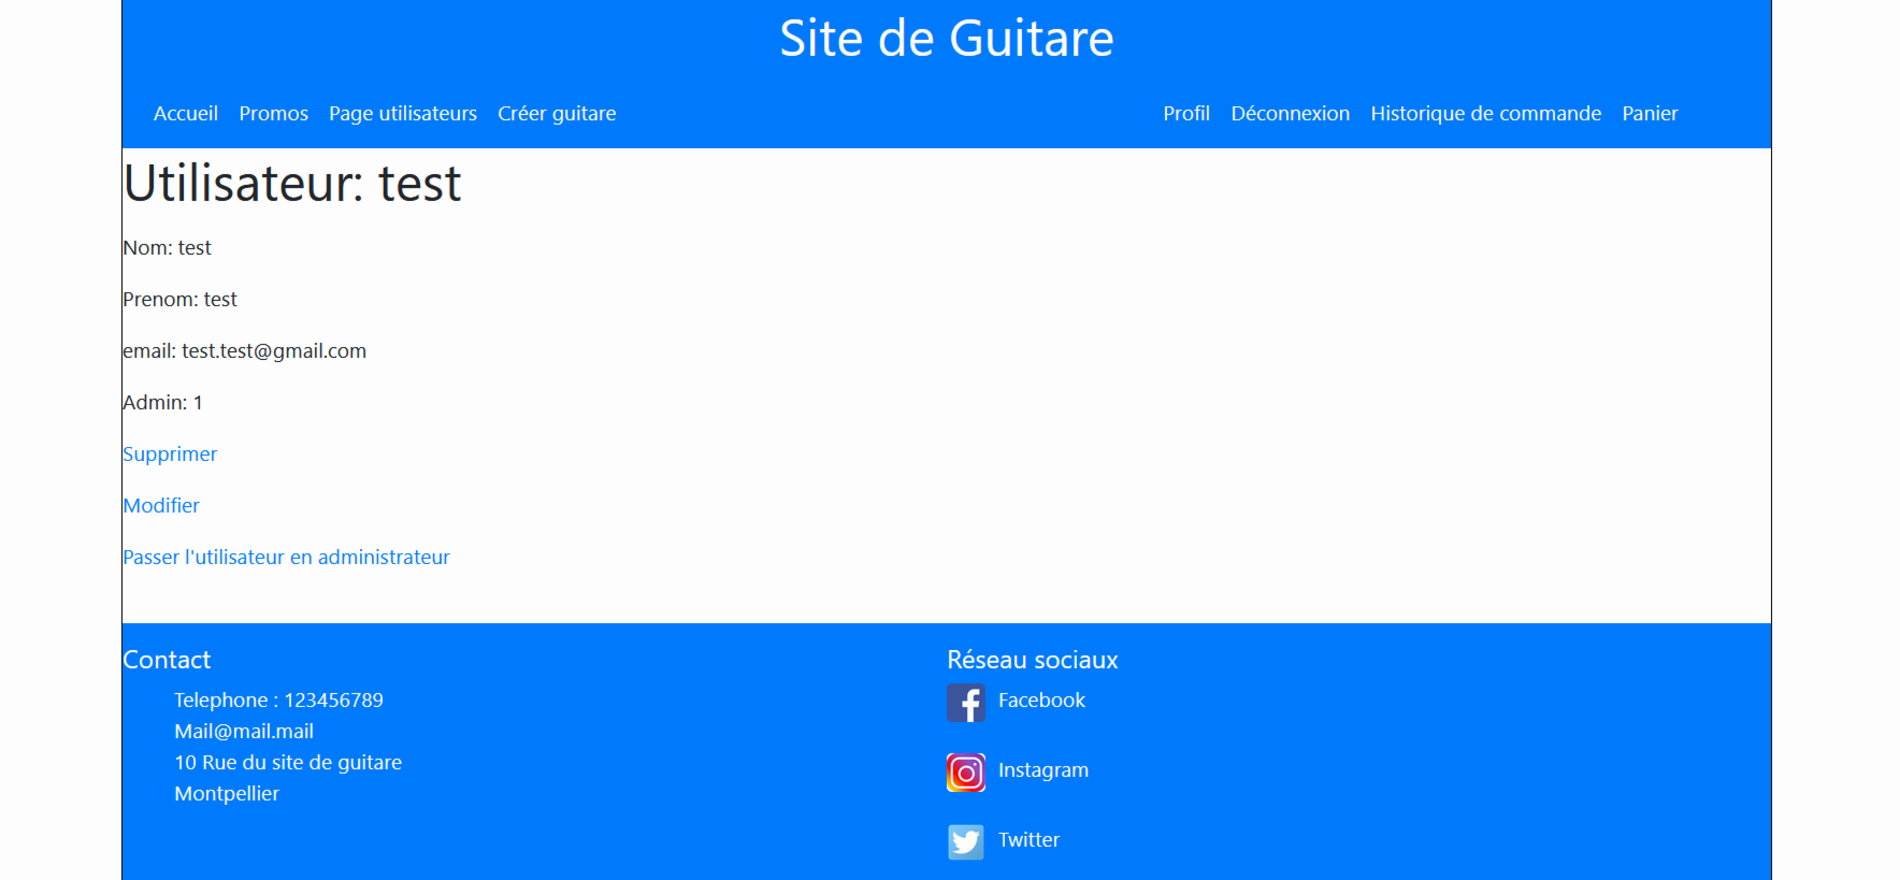 Site de Guitare
Accueil Promos Page utilisateurs Créer guitare Profil Déconnexion Historique de commande Panier
Utilisateur: test
Nom: test
Prenom: test
email: test.test@gmail.com
Admin: 1
Supprimer
Modifier
Passer l'utilisateur en administrateur
Contact
Telephone : 123456789
Mail@mail.mail
10 Rue du site de guitare
Montpellier
Réseau sociaux
Facebook
Instagram
Twitter